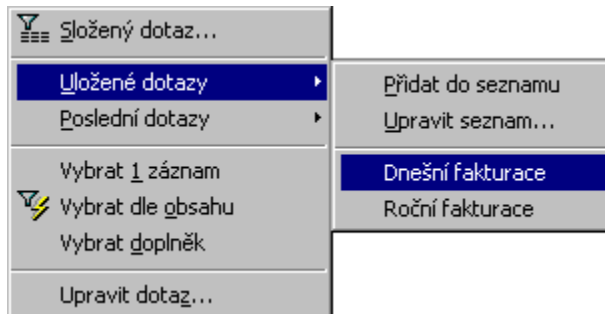 Složený dotaz...
Uložené dotazy
Poslední dotazy
Vybrat 1 záznam
Vybrat dle obsahu
Vybrat doplněk
Upravit dotaz...
Přidat do seznamu
Upravit seznam...
Dnešní fakturace
Roční fakturace